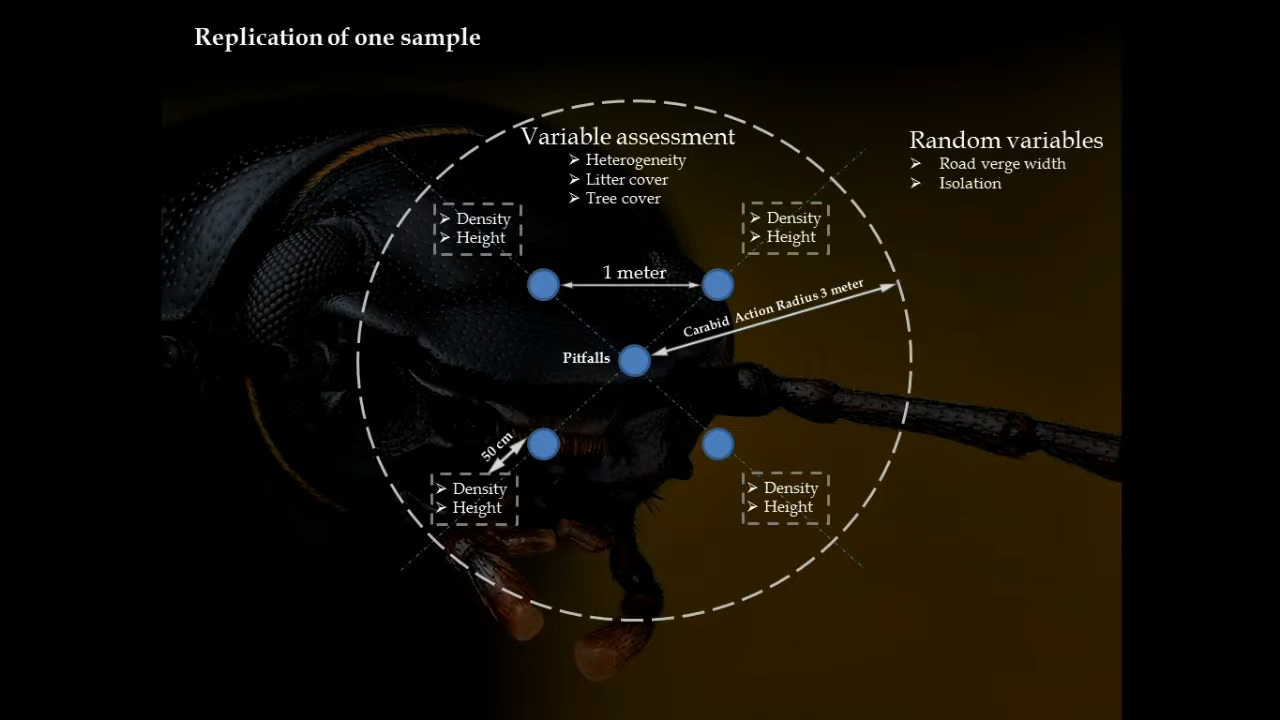 Replication of one sample
Variable assessment
➢ Heterogeneity
➢ Litter cover
➢ Tree cover
Random variables
➢ Road verge width
➢ Isolation
➢ Density
➢ Height
➢ Density
➢ Height
1 meter
Carabid Action Radius 3 meter
Pitfalls
50 cm
➢ Density
➢ Height
➢ Density
➢ Height